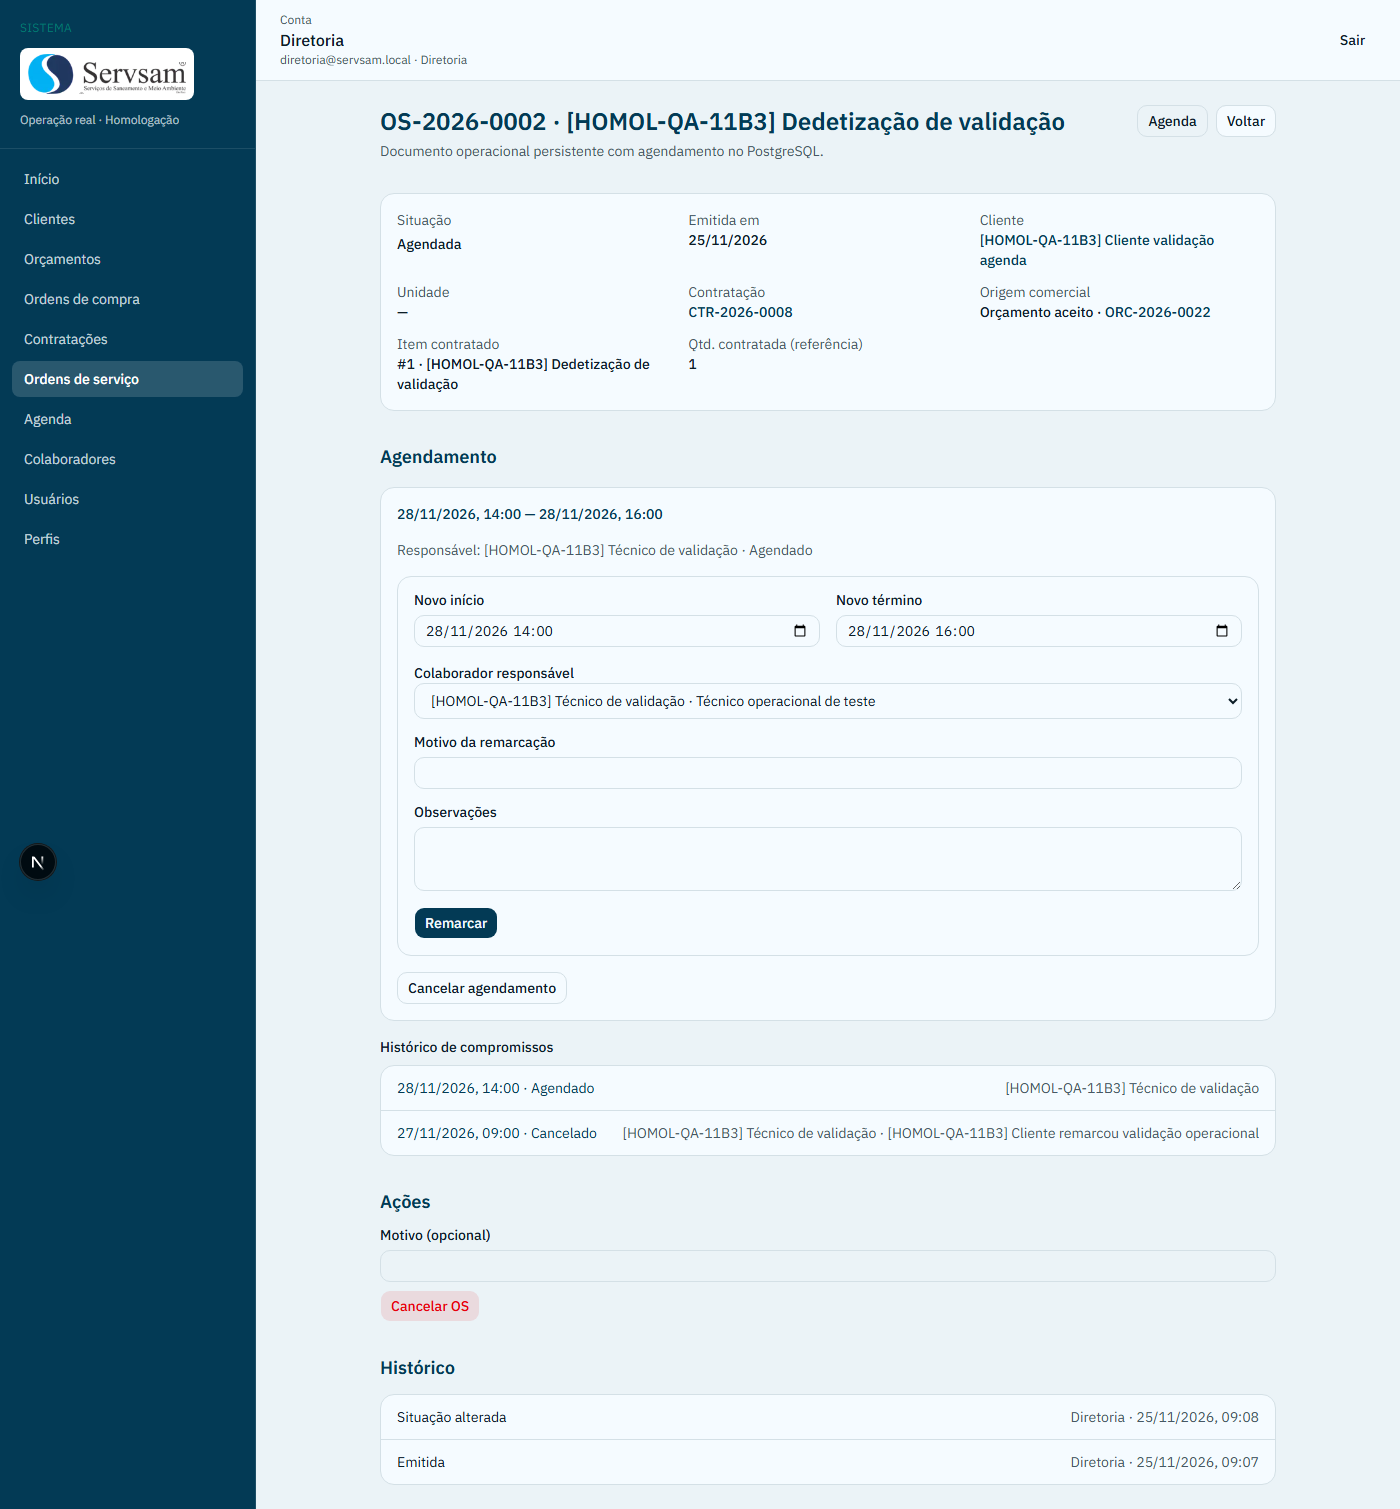 SISTEMA
Servsam
Serviços de Saneamento e Meio Ambiente
Operação real · Homologação
Início
Clientes
Orçamentos
Ordens de compra
Contratações
Ordens de serviço
Agenda
Colaboradores
Usuários
Perfis
Conta
Diretoria
diretoria@servsam.local · Diretoria
Sair
OS-2026-0002 · [HOMOL-QA-11B3] Dedetização de validação
Agenda
Voltar
Documento operacional persistente com agendamento no PostgreSQL.
Situação
Agendada
Emitida em
25/11/2026
Cliente
[HOMOL-QA-11B3] Cliente validação
agenda
Unidade
—
Contratação
CTR-2026-0008
Origem comercial
Orçamento aceito · ORC-2026-0022
Item contratado
#1 · [HOMOL-QA-11B3] Dedetização de
validação
Qtd. contratada (referência)
1
Agendamento
28/11/2026, 14:00 — 28/11/2026, 16:00
Responsável: [HOMOL-QA-11B3] Técnico de validação · Agendado
Novo início
28/11/2026 14:00
Novo término
28/11/2026 16:00
Colaborador responsável
[HOMOL-QA-11B3] Técnico de validação · Técnico operacional de teste
Motivo da remarcação
Observações
Remarcar
Cancelar agendamento
Histórico de compromissos
28/11/2026, 14:00 · Agendado
[HOMOL-QA-11B3] Técnico de validação
27/11/2026, 09:00 · Cancelado
[HOMOL-QA-11B3] Técnico de validação · [HOMOL-QA-11B3] Cliente remarcou validação operacional
Ações
Motivo (opcional)
Cancelar OS
Histórico
Situação alterada
Diretoria · 25/11/2026, 09:08
Emitida
Diretoria · 25/11/2026, 09:07
N